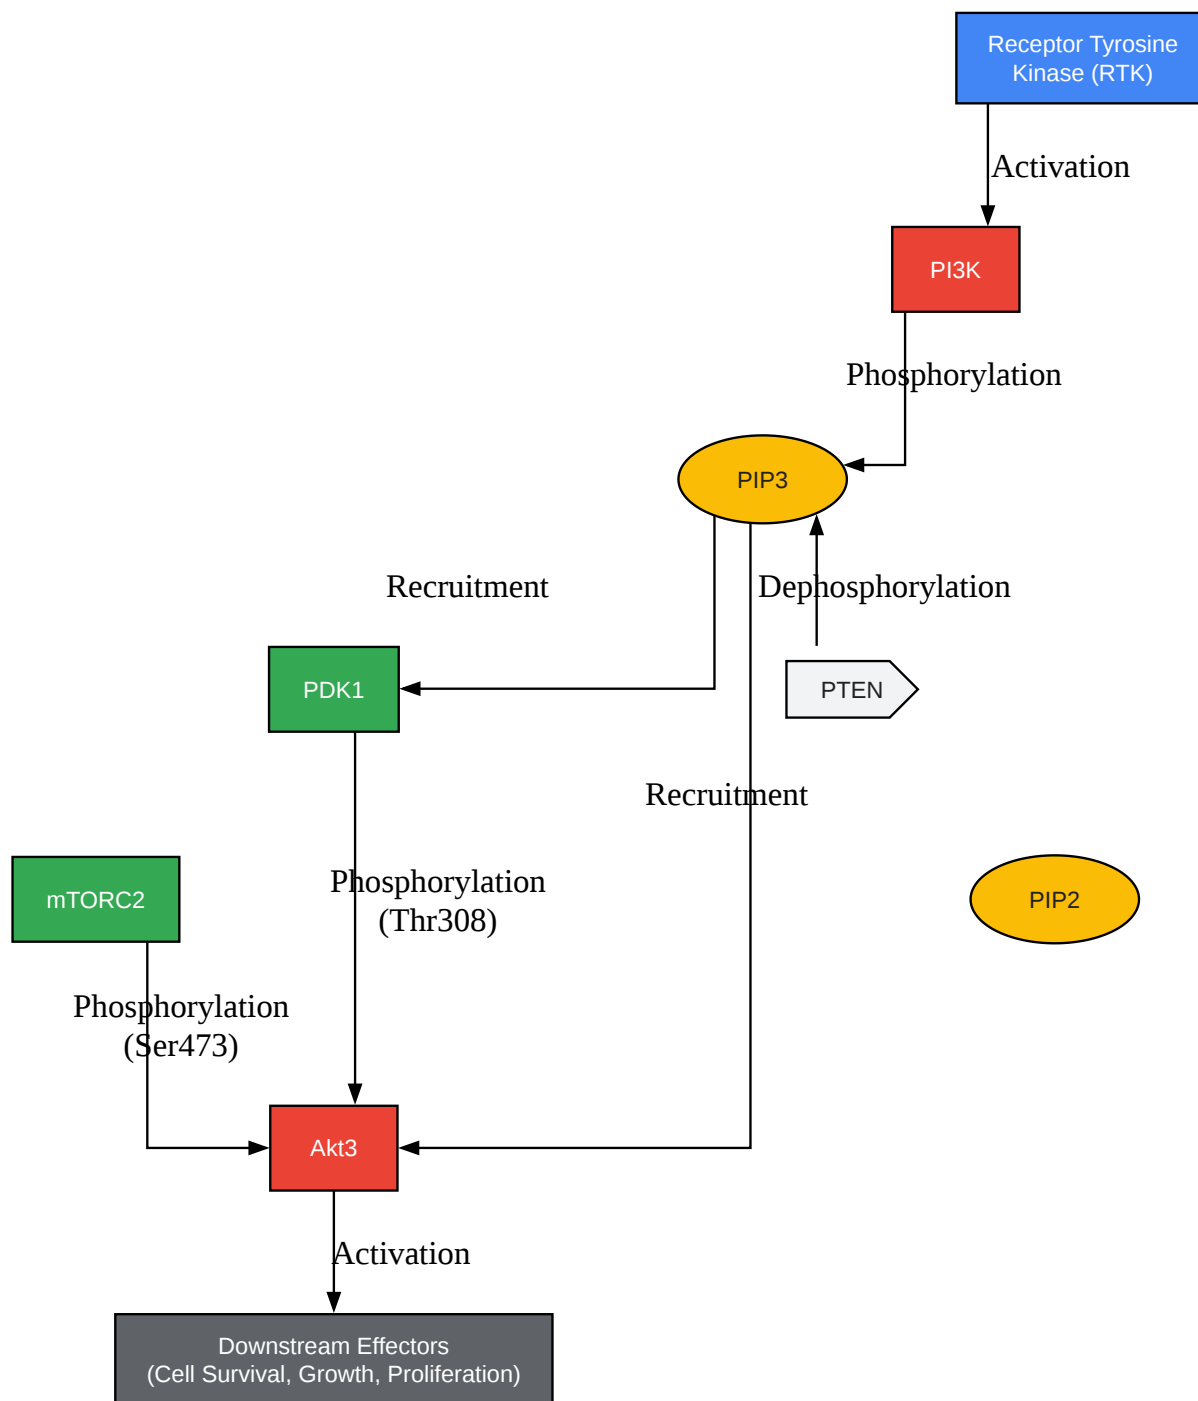 Receptor Tyrosine
Kinase (RTK)
Activation
PI3K
Phosphorylation
PIP3
Recruitment
Dephosphorylation
PDK1
PTEN
Recruitment
Phosphorylation
(Thr308)
mTORC2
PIP2
Phosphorylation
(Ser473)
Akt3
Activation
Downstream Effectors
(Cell Survival, Growth, Proliferation)